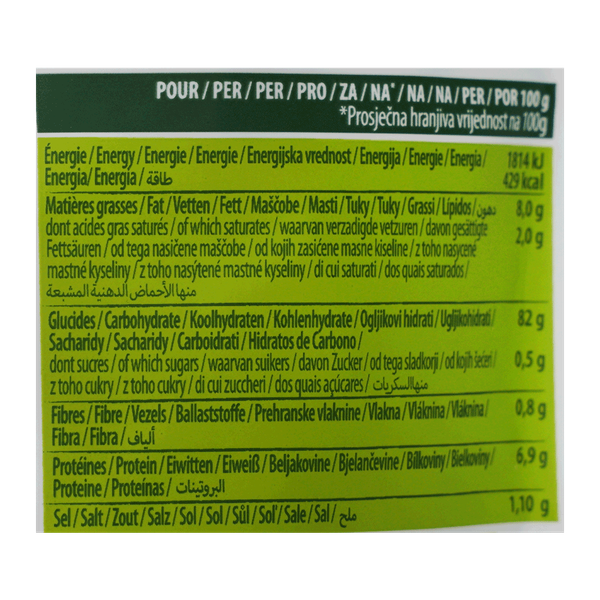 POUR / PER / PER / PRO / ZA / NA* / NA / NA / PER / POR 100 g
*Prosječna hranjiva vrijednost na 100g
Énergie / Energy / Energie / Energie / Energijska vrednost / Energija / Energie / Energia / 1814 kJ
Energia / Energia / طاقة 429 kcal
Matières grasses / Fat / Vetten / Fett / Maščobe / Masti / Tuky / Tuky / Grassi / Lípidos / دهون 8,0 g
dont acides gras saturés / of which saturates / waarvan verzadigde vetzuren / davon gesättigte 2,0 g
Fettsäuren / od tega nasičene maščobe / od kojih zasićene masne kiseline / z toho nasycené
mastné kyseliny / z toho nasýtené mastné kyseliny / di cui saturati / dos quais saturados /
منها الأحماض الدهنية المشبعة
Glucides / Carbohydrate / Koolhydraten / Kohlenhydrate / Ogljikovi hidrati / Ugljikohidrati / 82 g
Sacharidy / Sacharidy / Carboidrati / Hidratos de Carbono /
dont sucres / of which sugars / waarvan suikers / davon Zucker / od tega sladkorji / od kojih šećeri / 0,5 g
z toho cukry / z toho cukry / di cui zuccheri / dos quais açúcares / منها السكريات
Fibres / Fibre / Vezels / Ballaststoffe / Prehranske vlaknine / Vlakna / Vláknina / Vláknina / 0,8 g
Fibra / Fibra / ألياف
Protéines / Protein / Eiwitten / Eiweiß / Beljakovine / Bjelančevine / Bílkoviny / Bielkoviny / 6,9 g
Proteine / Proteínas / البروتينات
Sel / Salt / Zout / Salz / Sol / Sol / Sůl / Soľ / Sale / Sal / ملح 1,10 g